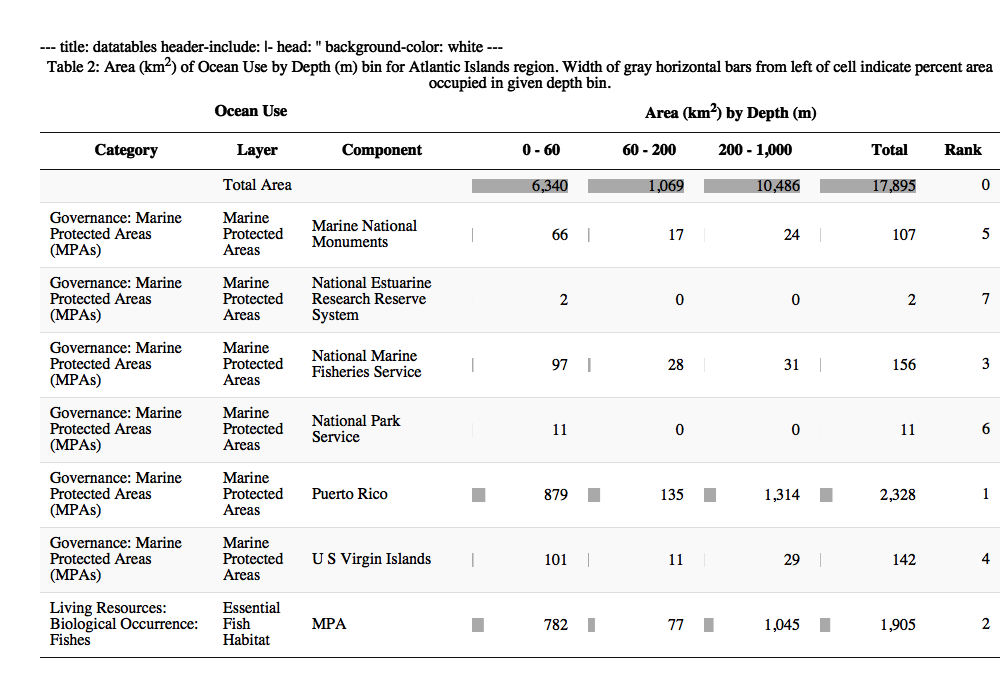 --- title: datatables header-include: |- head: " background-color: white ---
Table 2: Area (km2) of Ocean Use by Depth (m) bin for Atlantic Islands region. Width of gray horizontal bars from left of cell indicate percent area
occupied in given depth bin.
Ocean Use Area (km2) by Depth (m)
Category Layer Component 0 - 60 60 - 200 200 - 1,000 Total Rank
Total Area 6,340 1,069 10,486 17,895 0
Governance: Marine Marine
Protected Areas Protected Marine National 66 17 24 107 5
(MPAs) Areas Monuments
Governance: Marine Marine National Estuarine
Protected Areas Protected Research Reserve 2 0 0 2 7
(MPAs) Areas System
Governance: Marine Marine
Protected Areas Protected National Marine 97 28 31 156 3
(MPAs) Areas Fisheries Service
Governance: Marine Marine
Protected Areas Protected National Park 11 0 0 11 6
(MPAs) Areas Service
Governance: Marine Marine
Protected Areas Protected Puerto Rico 879 135 1,314 2,328 1
(MPAs) Areas
Governance: Marine Marine
Protected Areas Protected U S Virgin Islands 101 11 29 142 4
(MPAs) Areas
Living Resources: Essential
Biological Occurrence: Fish MPA 782 77 1,045 1,905 2
Fishes Habitat